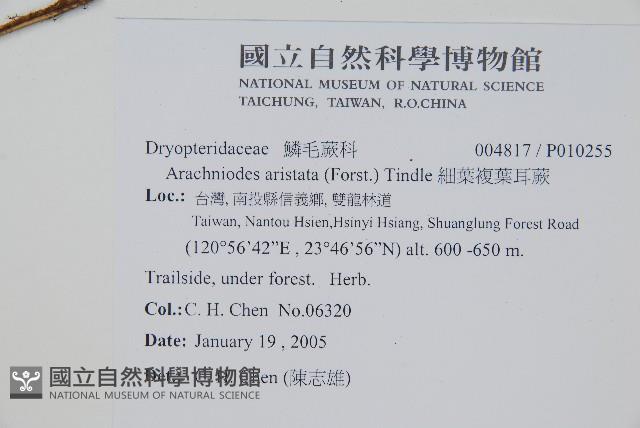 國立自然科學博物館
NATIONAL MUSEUM OF NATURAL SCIENCE
TAICHUNG, TAIWAN, R.O.CHINA
Dryopteridaceae 鱗毛蕨科 004817 / P010255
Arachniodes aristata (Forst.) Tindle 細葉複葉耳蕨
Loc.: 台灣, 南投縣信義鄉, 雙龍林道
Taiwan, Nantou Hsien,Hsinyi Hsiang, Shuanglung Forest Road
(120°56’42”E , 23°46’56”N) alt. 600 -650 m.
Trailside, under forest. Herb.
Col.: C. H. Chen No.06320
Date: January 19 , 2005
(陳志雄)
國立自然科學博物館
NATIONAL MUSEUM OF NATURAL SCIENCE